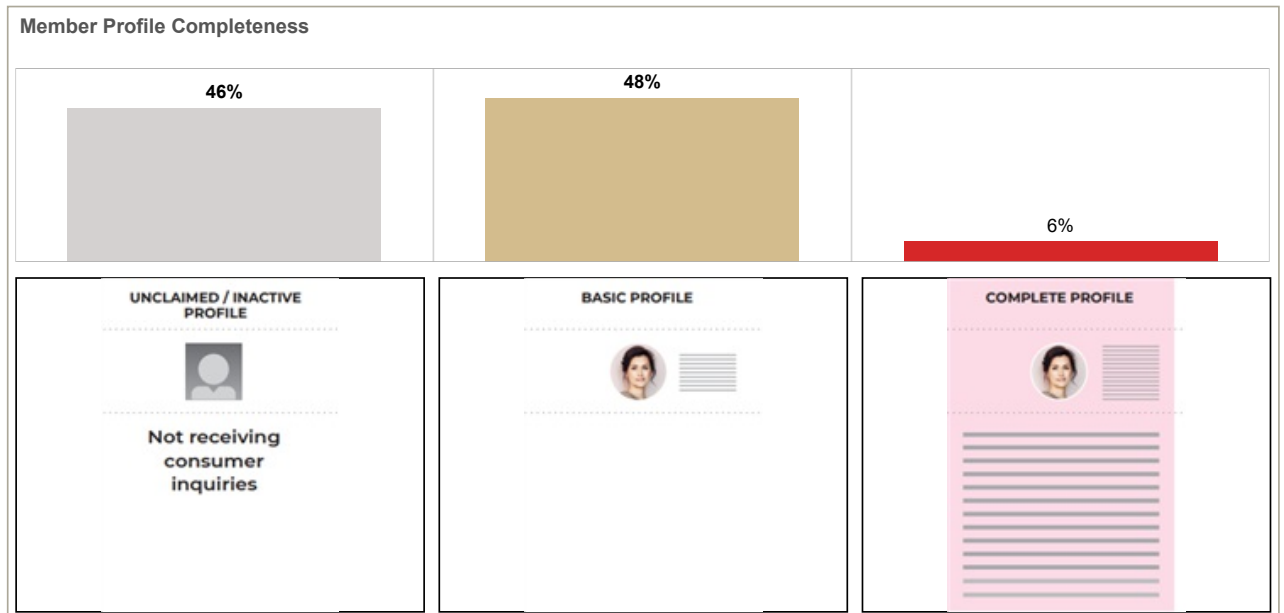 Member Profile Completeness
46%
48%
6%
UNCLAIMED / INACTIVE
PROFILE
Not receiving
consumer
inquiries
BASIC PROFILE
COMPLETE PROFILE